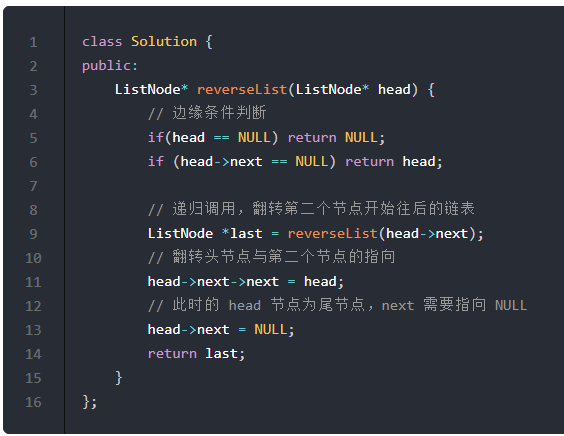 1 class Solution {
2 public:
3     ListNode* reverseList(ListNode* head) {
4         // 边缘条件判断
5         if(head == NULL) return NULL;
6         if (head->next == NULL) return head;
7
8         // 递归调用，翻转第二个节点开始往后的链表
9         ListNode *last = reverseList(head->next);
10         // 翻转头节点与第二个节点的指向
11         head->next->next = head;
12         // 此时的 head 节点为尾节点，next 需要指向 NULL
13         head->next = NULL;
14         return last;
15     }
16 };